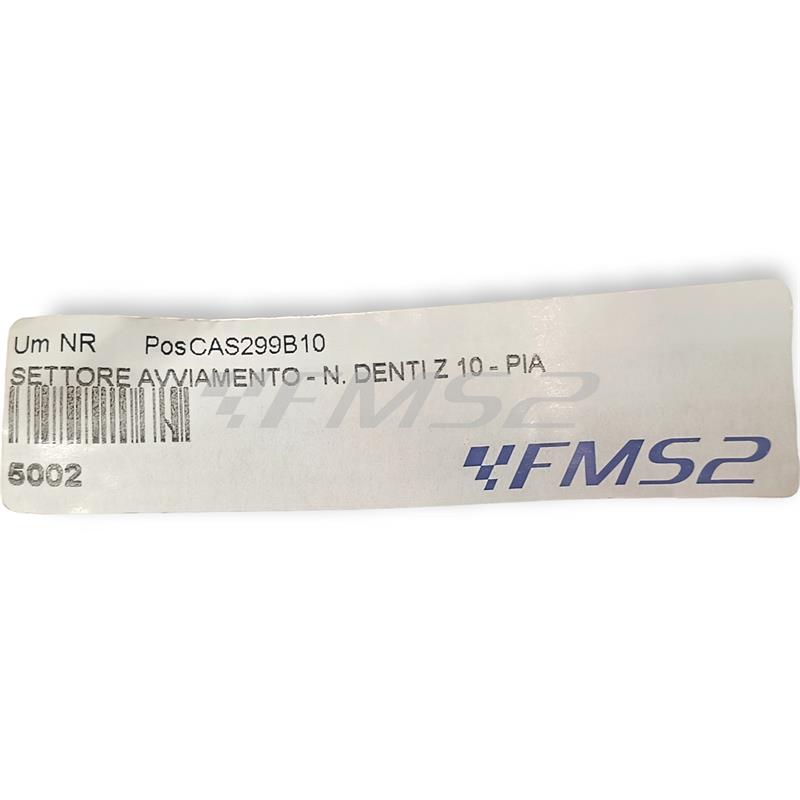 Um NR PosCAS299B10
SETTORE AVVIAMENTO - N. DENTI Z 10 - PIA
FMS2
5002
FMS2